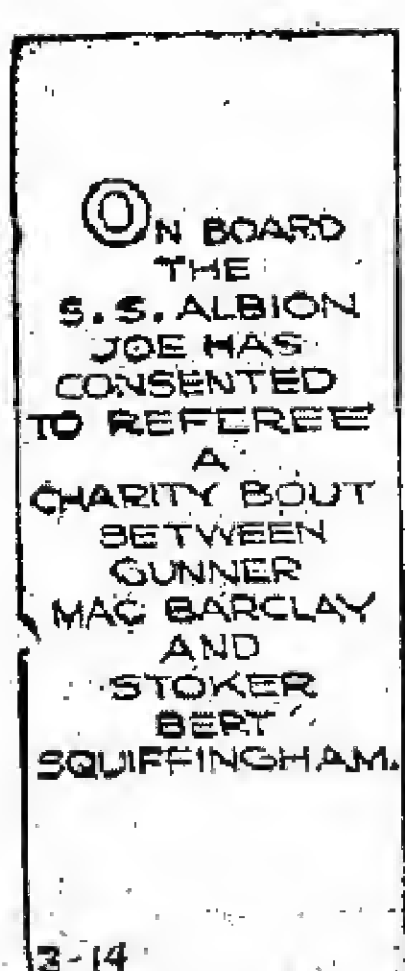 ON BOARD
THE
S.S. ALBION
JOE HAS
CONSENTED
TO REFEREE
A
CHARITY BOUT
BETWEEN
GUNNER
MAC BARCLAY
AND
STOKER
BERT
SQUIFFINGHAM.
3-14